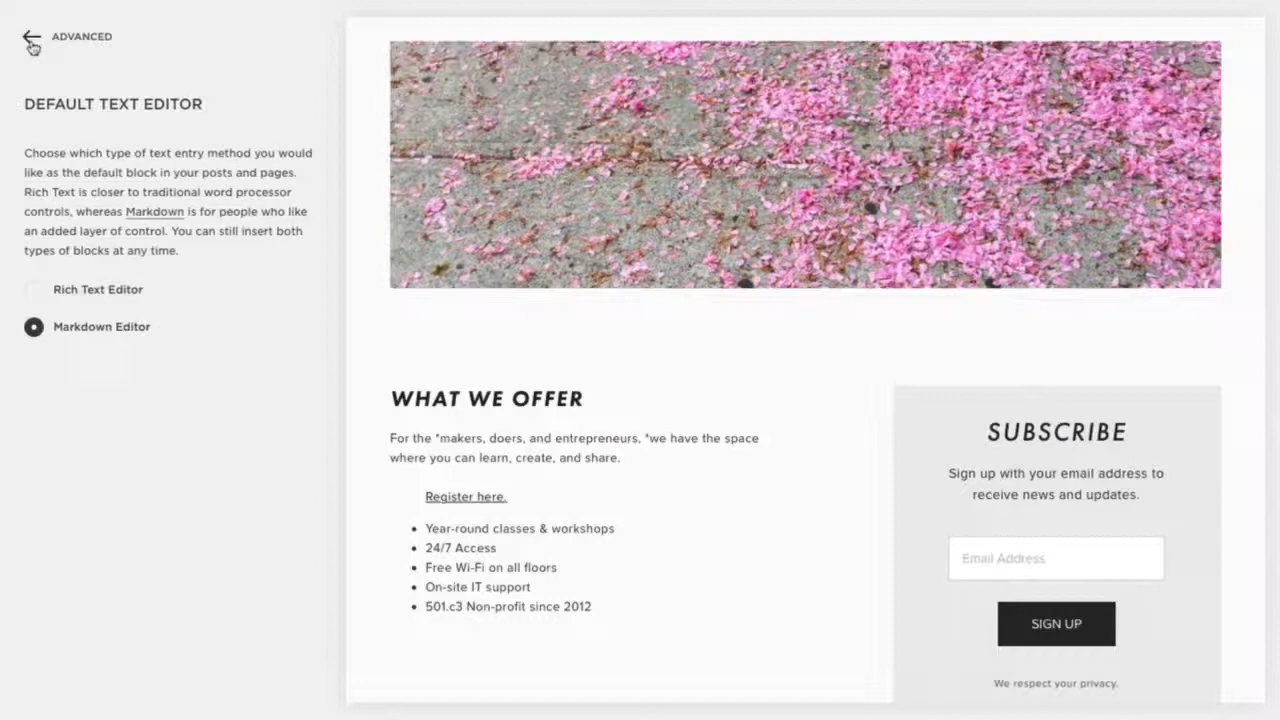 ADVANCED
DEFAULT TEXT EDITOR
Choose which type of text entry method you would
like as the default block in your posts and pages.
Rich Text is closer to traditional word processor
controls, whereas Markdown is for people who like
an added layer of control. You can still insert both
types of blocks at any time.
Rich Text Editor
Markdown Editor
WHAT WE OFFER
For the *makers, doers, and entrepreneurs, *we have the space
where you can learn, create, and share.
Register here.
• Year-round classes & workshops
• 24/7 Access
• Free Wi-Fi on all floors
• On-site IT support
• 501.c3 Non-profit since 2012
SUBSCRIBE
Sign up with your email address to
receive news and updates.
Email Address
SIGN UP
We respect your privacy.